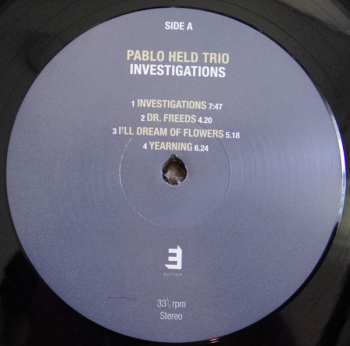 SIDE A
PABLO HELD TRIO
INVESTIGATIONS
1 INVESTIGATIONS 7:47
2 DR. FREEDS 4.20
3 I'LL DREAM OF FLOWERS 5.18
4 YEARNING 6.24
33⅓ rpm
Stereo